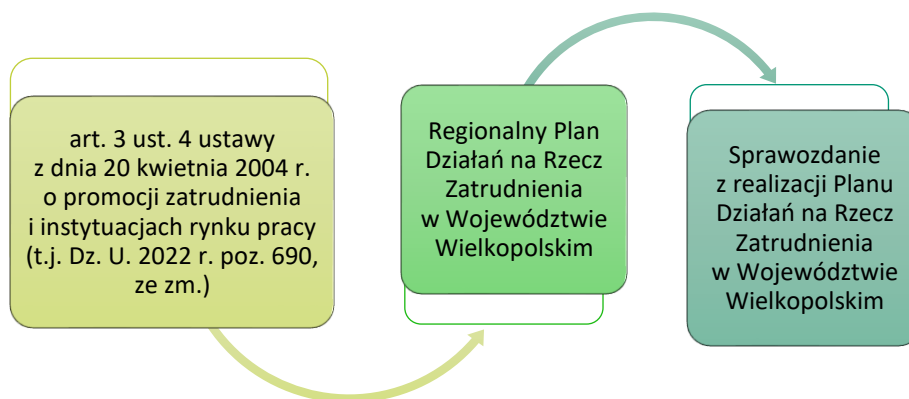 art. 3 ust. 4 ustawy
z dnia 20 kwietnia 2004 r.
o promocji zatrudnienia
i instytuacjach rynku pracy
(t.j. Dz. U. 2022 r. poz. 690,
ze zm.)
Regionalny Plan
Działań na Rzecz
Zatrudnienia
w Województwie
Wielkopolskim
Sprawozdanie
z realizacji Planu
Działań na Rzecz
Zatrudnienia
w Województwie
Wielkopolskim